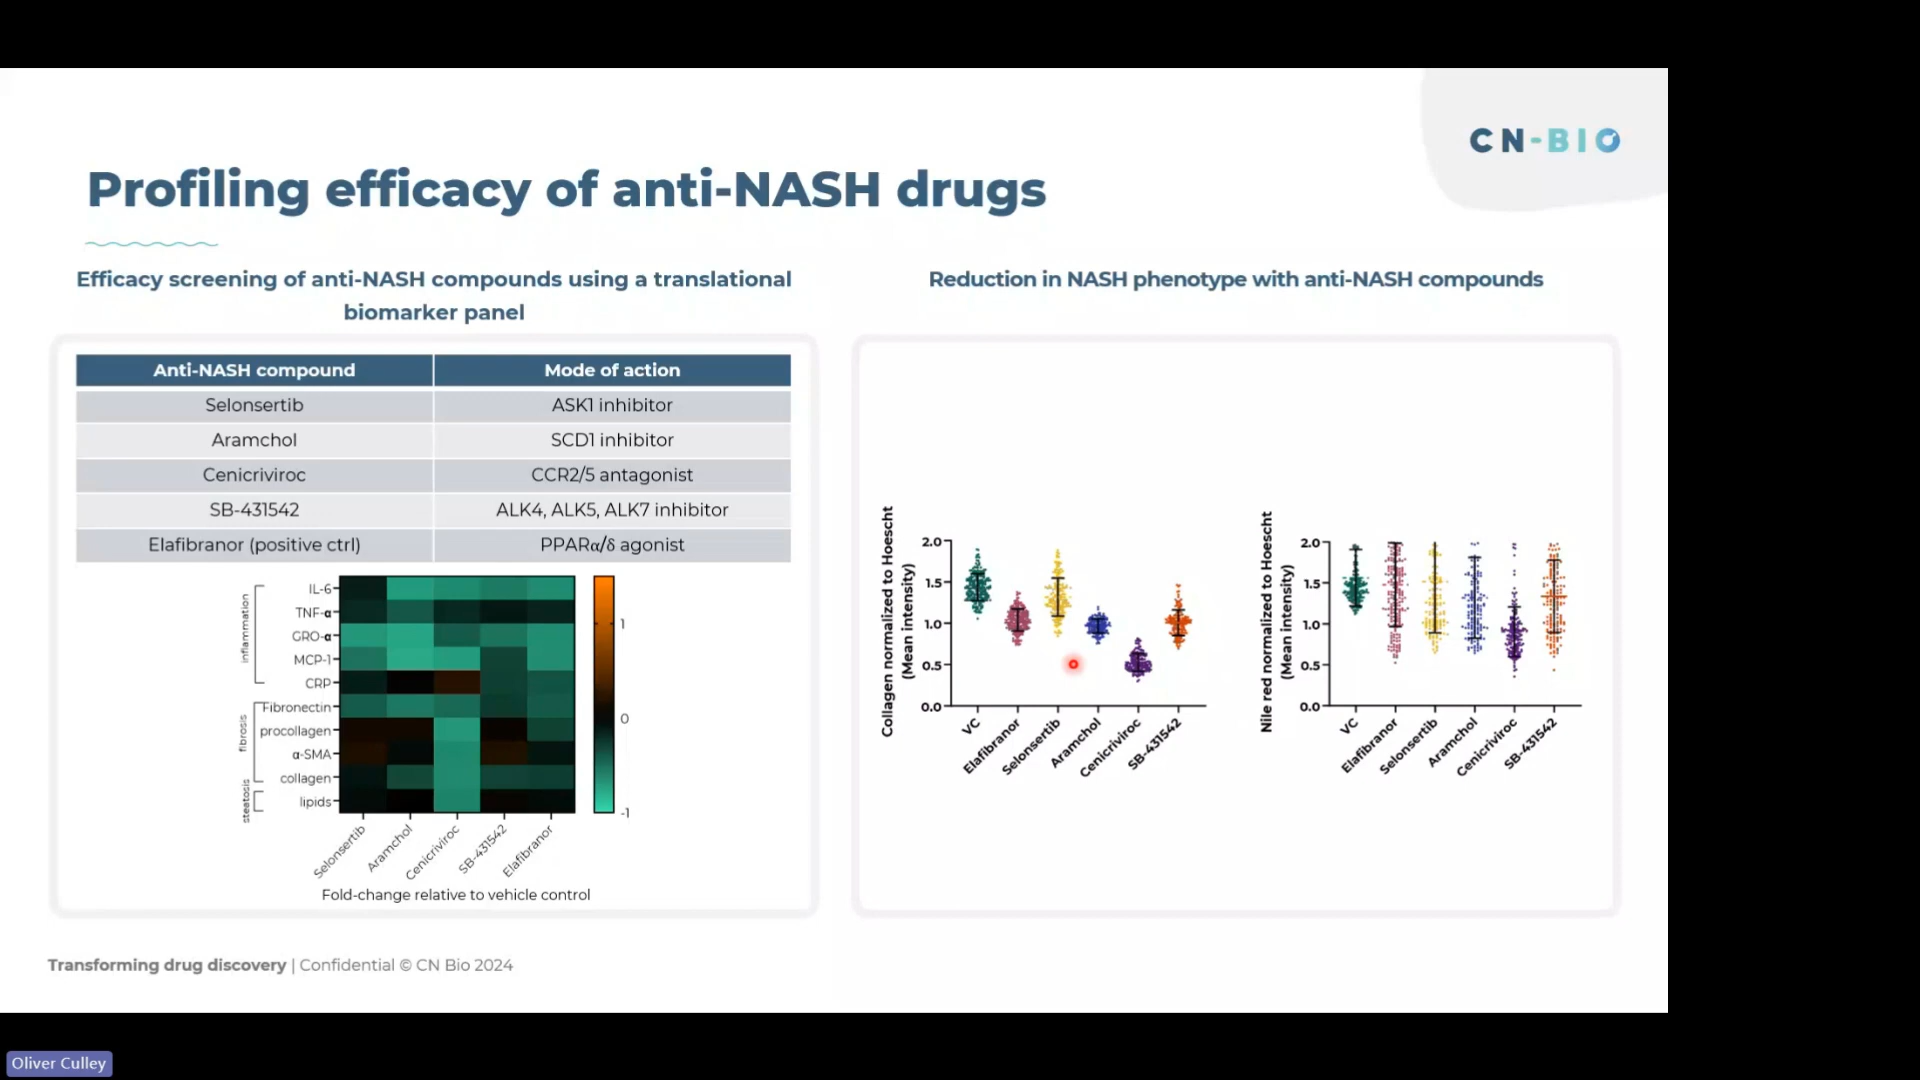 CN-BIO
Profiling efficacy of anti-NASH drugs
Efficacy screening of anti-NASH compounds using a translational
biomarker panel
Anti-NASH compound Mode of action
Selonsertib ASK1 inhibitor
Aramchol SCD1 inhibitor
Cenicriviroc CCR2/5 antagonist
SB-431542 ALK4, ALK5, ALK7 inhibitor
Elafibranor (positive ctrl) PPARα/δ agonist
inflammation
fibrosis
steatosis
IL-6
TNF-α
GRO-α
MCP-1
CRP
Fibronectin
procollagen
α-SMA
collagen
lipids
1
0
-1
Selonsertib
Aramchol
Cenicriviroc
SB-431542
Elafibranor
Fold-change relative to vehicle control
Reduction in NASH phenotype with anti-NASH compounds
Collagen normalized to Hoescht
(Mean intensity)
2.0
1.5
1.0
0.5
0.0
VC
Elafibranor
Selonsertib
Aramchol
Cenicriviroc
SB-431542
Nile red normalized to Hoescht
(Mean intensity)
2.0
1.5
1.0
0.5
0.0
VC
Elafibranor
Selonsertib
Aramchol
Cenicriviroc
SB-431542
Transforming drug discovery | Confidential © CN Bio 2024
Oliver Culley